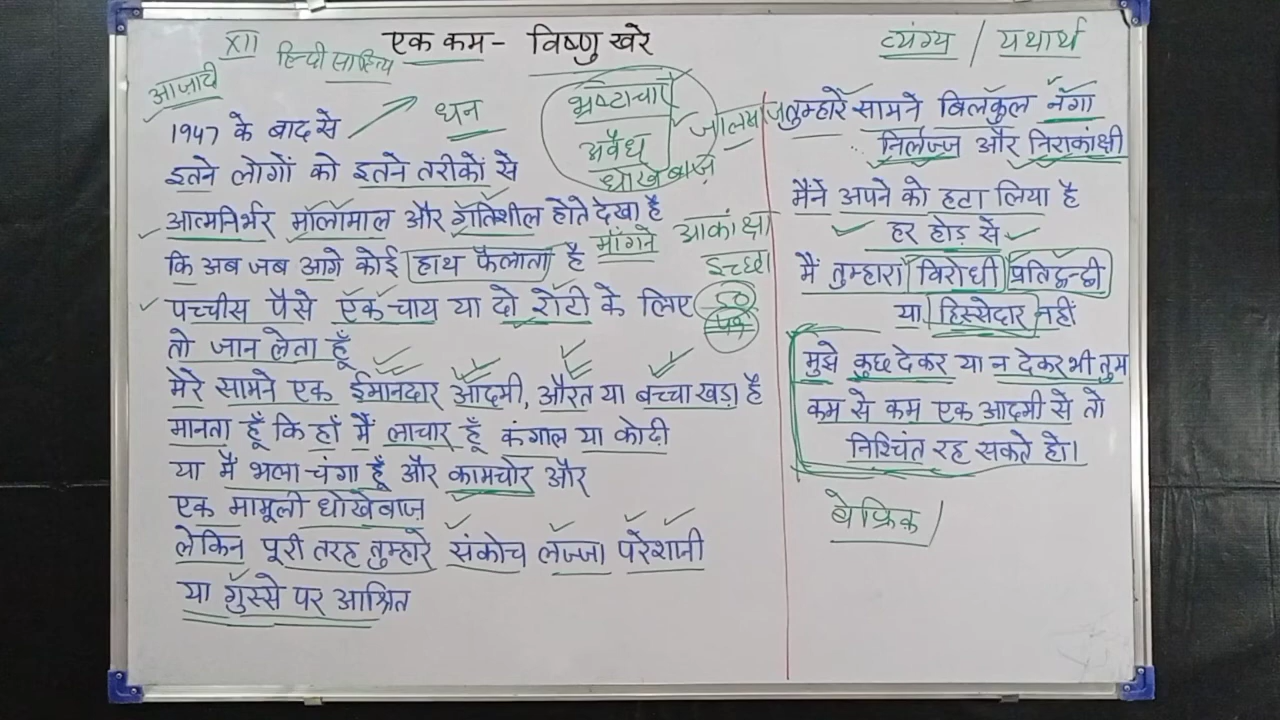 XII हिन्दी साहित्य
एक कम - विष्णु खरे
व्यंग्य / यथार्थ
आजादी
धन
भ्रष्टाचार
अवैध
धोखेबाज़
1947 के बाद से
इतने लोगों को इतने तरीकों से
आत्मनिर्भर मालामाल और गतिशील होते देखा है
मांगने
आकांक्षा
इच्छा
कि अब जब आगे कोई हाथ फैलाता है
पच्चीस पैसे एक चाय या दो रोटी के लिए
तो जान लेता हूँ
मेरे सामने एक ईमानदार आदमी, औरत या बच्चा खड़ा है
मानता हूँ कि हाँ मैं लाचार हूँ कंगाल या कोढ़ी
या मै भला चंगा हूँ और कामचोर और
एक मामूली धोखेबाज़
लेकिन पूरी तरह तुम्हारे संकोच लज्जा परेशानी
या गुस्से पर आश्रित
तुम्हारे सामने बिलकुल नंगा
निर्लज्ज और निराकांक्षी
मैंने अपने को हटा लिया है
हर होड़ से
मैं तुम्हारा विरोधी प्रतिद्वन्द्वी
या हिस्सेदार नहीं
मुझे कुछ देकर या न देकर भी तुम
कम से कम एक आदमी से तो
निश्चिंत रह सकते हो।
बेफिक्र